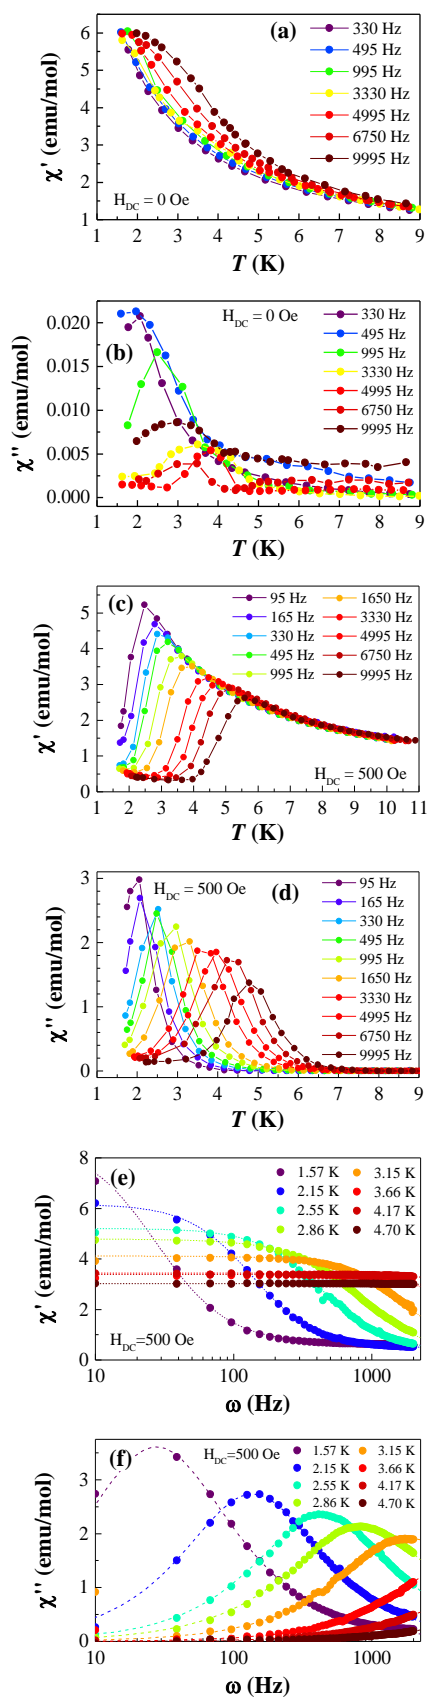 (a)
330 Hz
495 Hz
995 Hz
3330 Hz
4995 Hz
6750 Hz
9995 Hz
H_DC = 0 Oe
χ' (emu/mol)
6
5
4
3
2
1
1 2 3 4 5 6 7 8 9
T (K)
(b)
H_DC = 0 Oe
330 Hz
495 Hz
995 Hz
3330 Hz
4995 Hz
6750 Hz
9995 Hz
χ'' (emu/mol)
0.020
0.015
0.010
0.005
0.000
1 2 3 4 5 6 7 8 9
T (K)
(c)
95 Hz 1650 Hz
165 Hz 3330 Hz
330 Hz 4995 Hz
495 Hz 6750 Hz
995 Hz 9995 Hz
H_DC = 500 Oe
χ' (emu/mol)
5
4
3
2
1
0
1 2 3 4 5 6 7 8 9 10 11
T (K)
H_DC = 500 Oe
(d)
95 Hz
165 Hz
330 Hz
495 Hz
995 Hz
1650 Hz
3330 Hz
4995 Hz
6750 Hz
9995 Hz
χ'' (emu/mol)
3
2
1
0
1 2 3 4 5 6 7 8 9
T (K)
(e)
1.57 K 3.15 K
2.15 K 3.66 K
2.55 K 4.17 K
2.86 K 4.70 K
H_DC=500 Oe
χ' (emu/mol)
8
6
4
2
0
10 100 1000
ω (Hz)
(f)
H_DC=500 Oe
1.57 K 3.15 K
2.15 K 3.66 K
2.55 K 4.17 K
2.86 K 4.70 K
χ'' (emu/mol)
3
2
1
0
10 100 1000
ω (Hz)